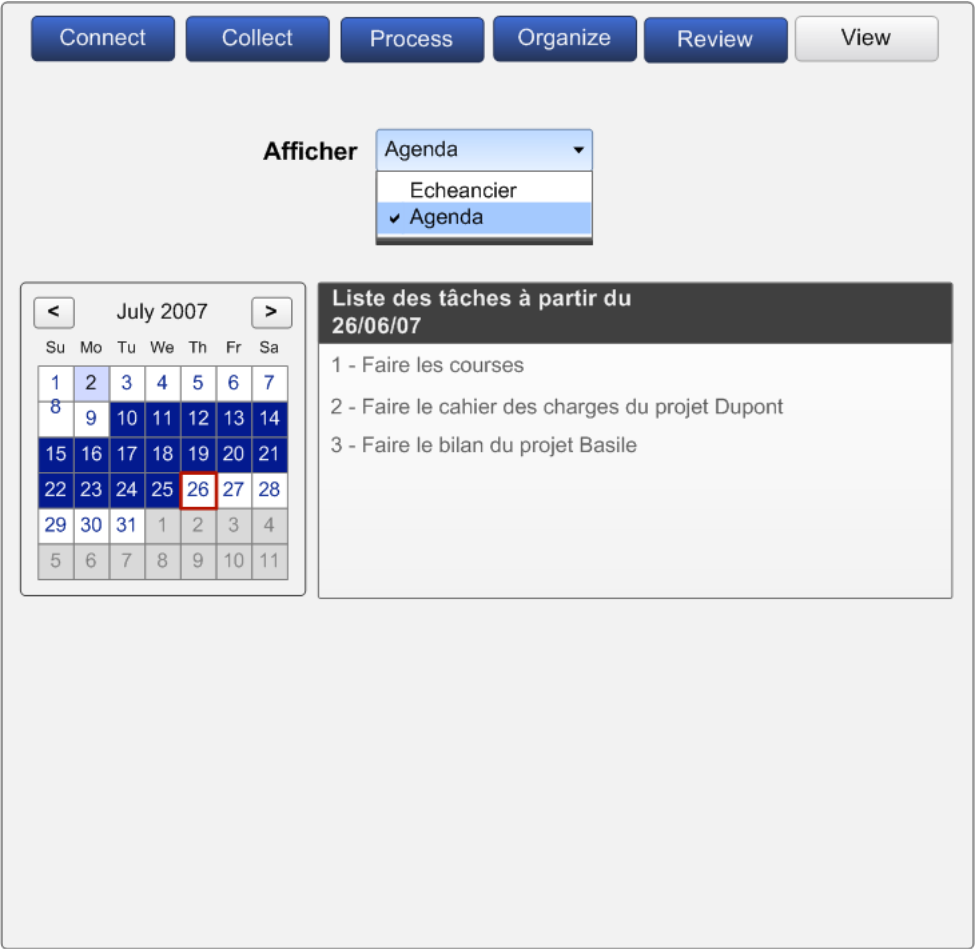 Connect Collect Process Organize Review View
Afficher Agenda
Echeancier
Agenda
< July 2007 >
Su Mo Tu We Th Fr Sa
1 2 3 4 5 6 7
8 9 10 11 12 13 14
15 16 17 18 19 20 21
22 23 24 25 26 27 28
29 30 31 1 2 3 4
5 6 7 8 9 10 11
Liste des tâches à partir du
26/06/07
1 - Faire les courses
2 - Faire le cahier des charges du projet Dupont
3 - Faire le bilan du projet Basile